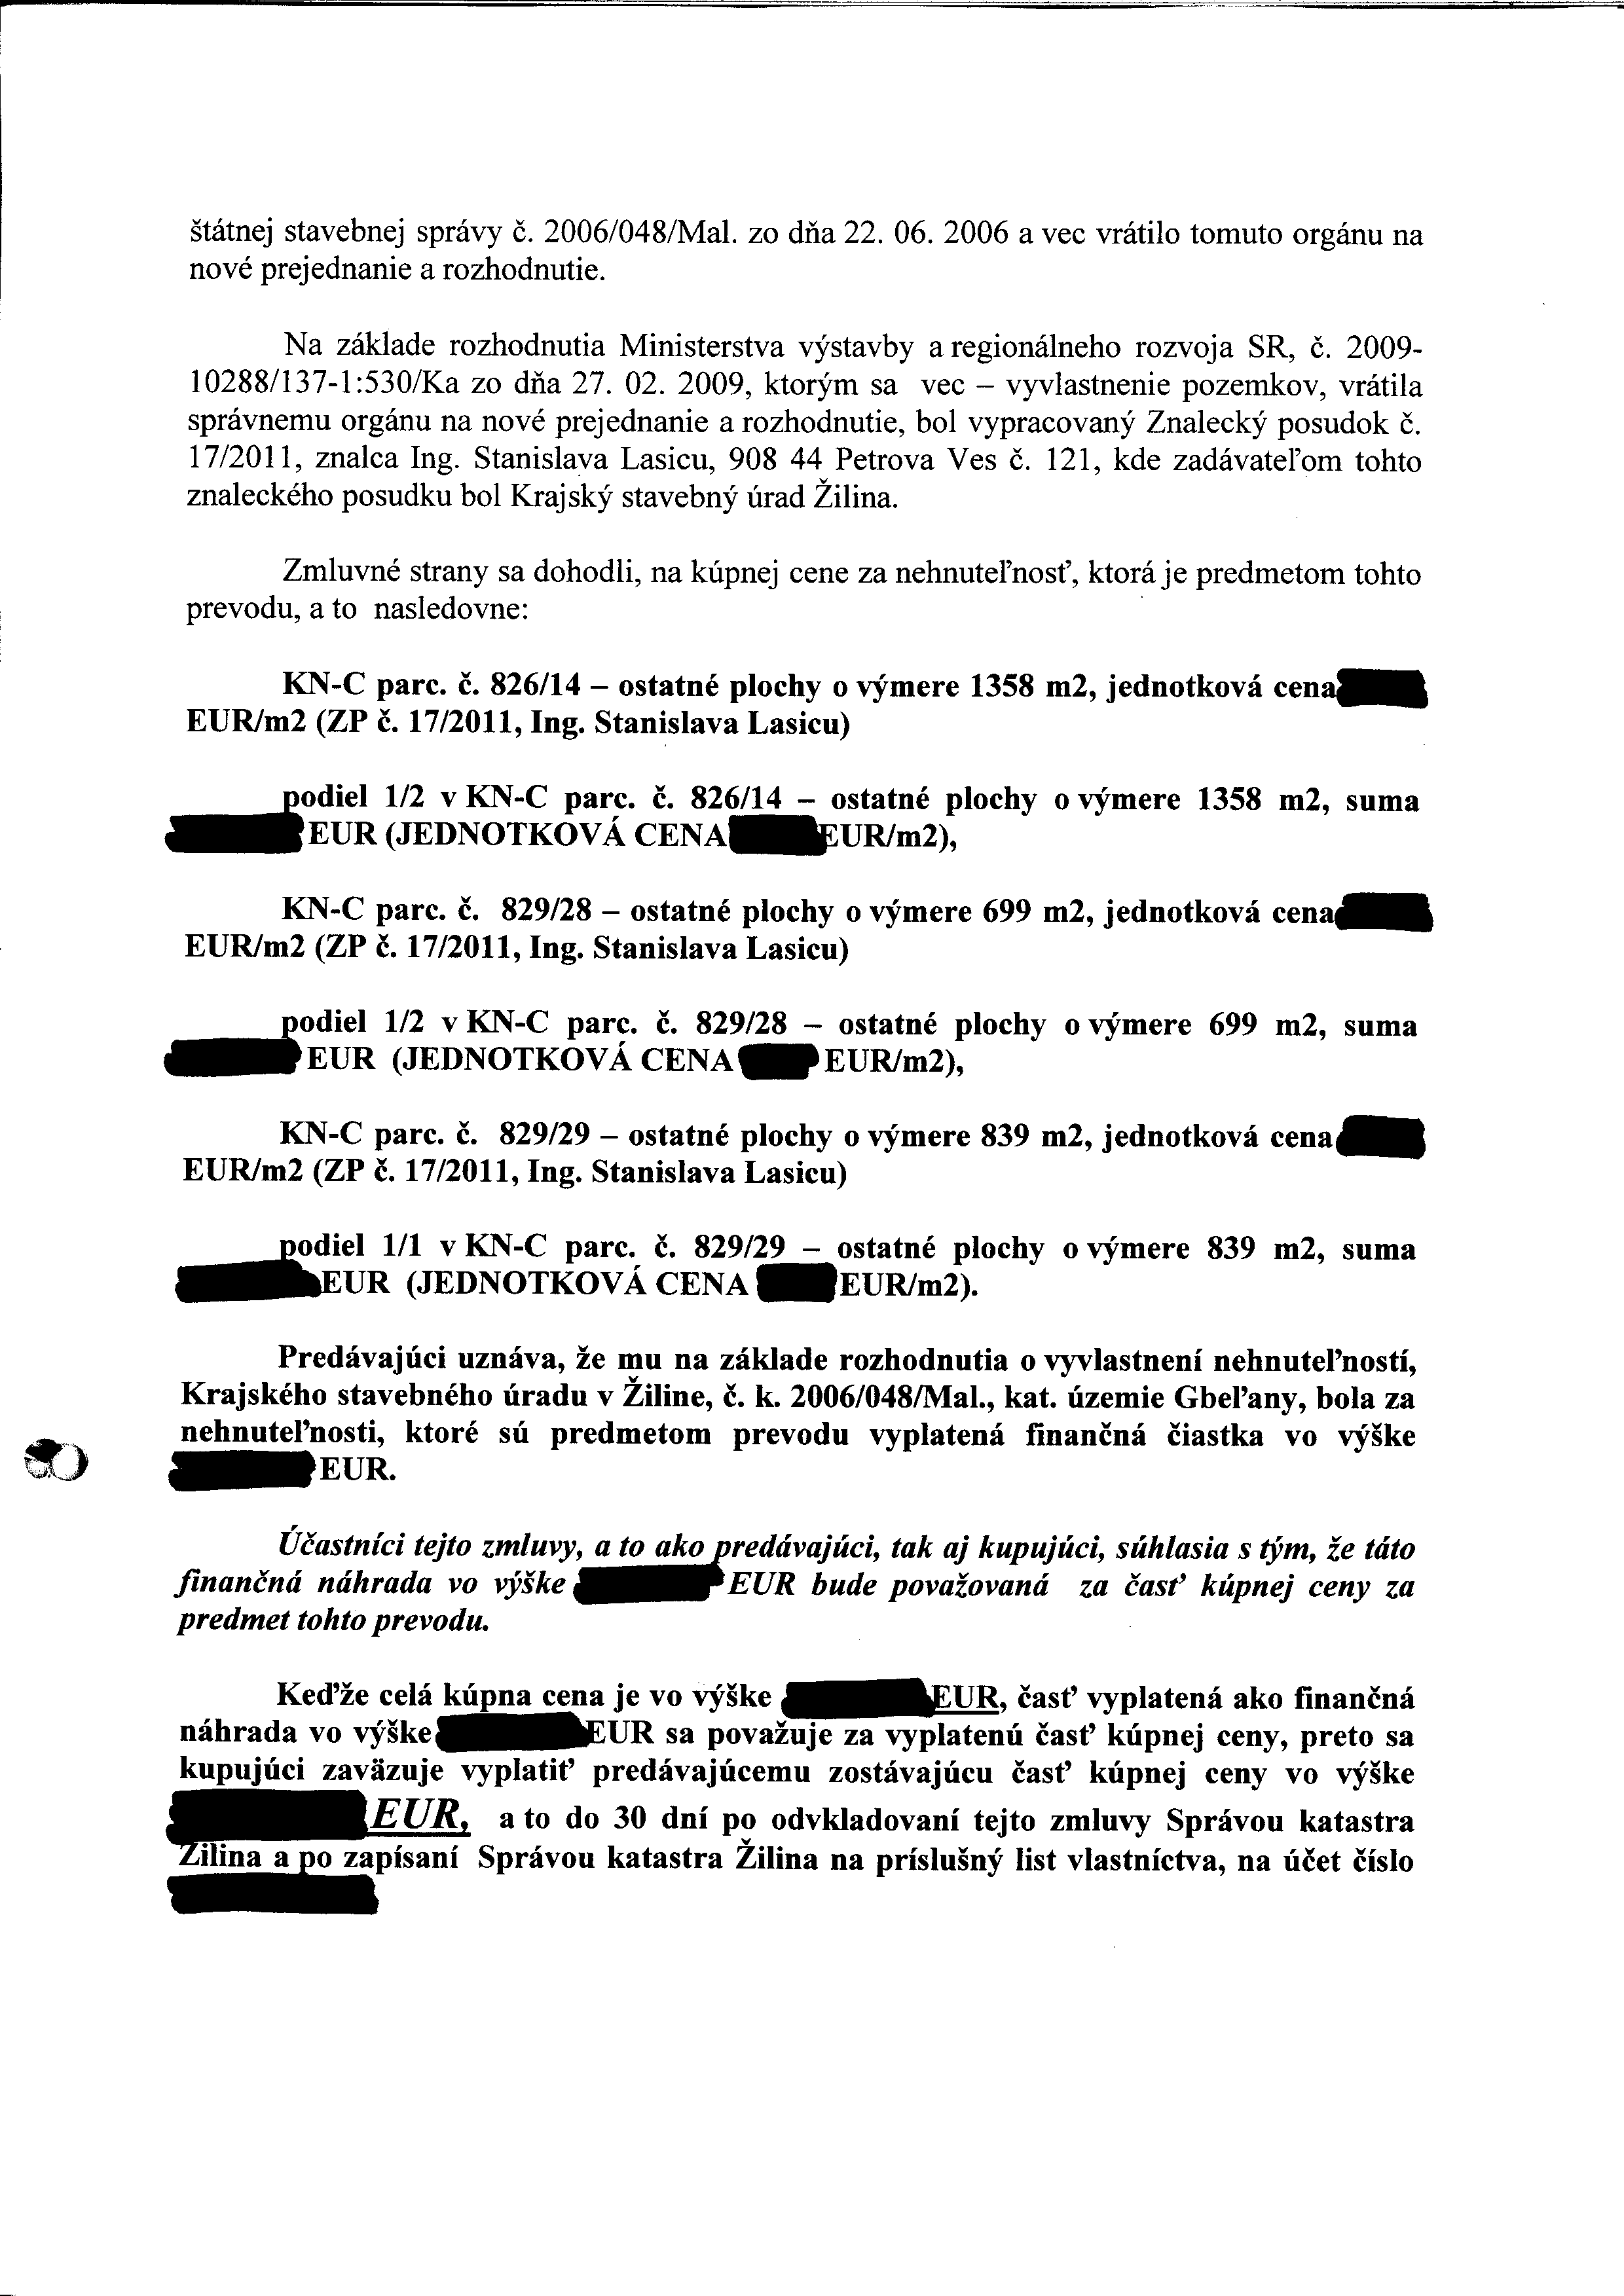 štátnej stavebnej správy č. 2006/048/Mal. zo dňa 22. 06. 2006 a vec vrátilo tomuto orgánu na
nové prejednanie a rozhodnutie.
Na základe rozhodnutia Ministerstva výstavby a regionálneho rozvoja SR, č. 2009-
10288/137-1:530/Ka zo dňa 27. 02. 2009, ktorým sa vec – vyvlastnenie pozemkov, vrátila
správnemu orgánu na nové prejednanie a rozhodnutie, bol vypracovaný Znalecký posudok č.
17/2011, znalca Ing. Stanislava Lasicu, 908 44 Petrova Ves č. 121, kde zadávateľom tohto
znaleckého posudku bol Krajský stavebný úrad Žilina.
Zmluvné strany sa dohodli, na kúpnej cene za nehnuteľnosť, ktorá je predmetom tohto
prevodu, a to nasledovne:
KN-C parc. č. 826/14 – ostatné plochy o výmere 1358 m2, jednotková cena
EUR/m2 (ZP č. 17/2011, Ing. Stanislava Lasicu)
podiel 1/2 v KN-C parc. č. 826/14 – ostatné plochy o výmere 1358 m2, suma
EUR (JEDNOTKOVÁ CENA EUR/m2),
KN-C parc. č. 829/28 – ostatné plochy o výmere 699 m2, jednotková cena
EUR/m2 (ZP č. 17/2011, Ing. Stanislava Lasicu)
podiel 1/2 v KN-C parc. č. 829/28 – ostatné plochy o výmere 699 m2, suma
EUR (JEDNOTKOVÁ CENA EUR/m2),
KN-C parc. č. 829/29 – ostatné plochy o výmere 839 m2, jednotková cena
EUR/m2 (ZP č. 17/2011, Ing. Stanislava Lasicu)
podiel 1/1 v KN-C parc. č. 829/29 – ostatné plochy o výmere 839 m2, suma
EUR (JEDNOTKOVÁ CENA EUR/m2).
Predávajúci uznáva, že mu na základe rozhodnutia o vyvlastnení nehnuteľností,
Krajského stavebného úradu v Žiline, č. k. 2006/048/Mal., kat. územie Gbeľany, bola za
nehnuteľnosti, ktoré sú predmetom prevodu vyplatená finančná čiastka vo výške
EUR.
Účastníci tejto zmluvy, a to ako predávajúci, tak aj kupujúci, súhlasia s tým, že táto
finančná náhrada vo výške EUR bude považovaná za časť kúpnej ceny za
predmet tohto prevodu.
Keďže celá kúpna cena je vo výške EUR, časť vyplatená ako finančná
náhrada vo výške EUR sa považuje za vyplatenú časť kúpnej ceny, preto sa
kupujúci zaväzuje vyplatiť predávajúcemu zostávajúcu časť kúpnej ceny vo výške
EUR, a to do 30 dní po odvkladovaní tejto zmluvy Správou katastra
Žilina a po zapísaní Správou katastra Žilina na príslušný list vlastníctva, na účet číslo